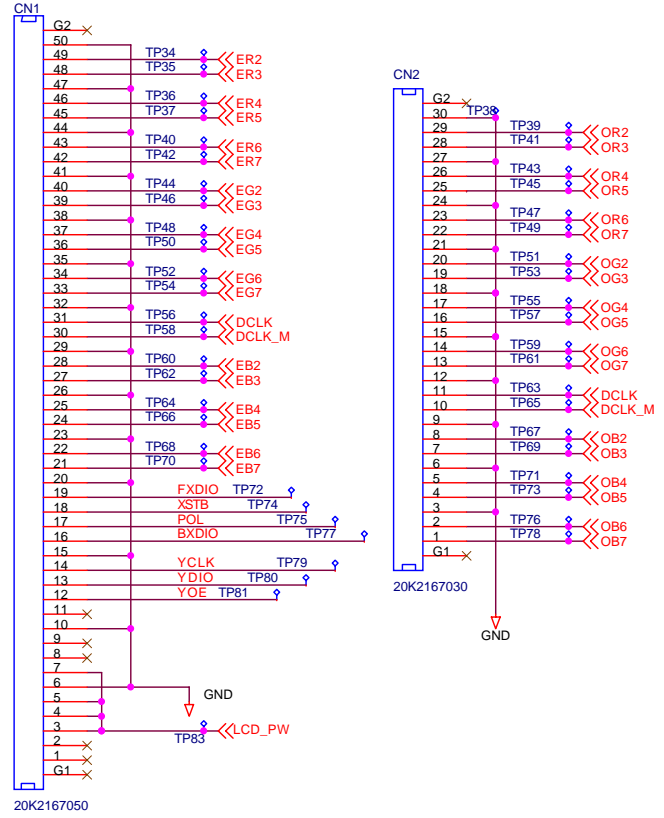 CN1
G2
50
49 TP34 ER2
48 TP35 ER3
47
46 TP36 ER4
45 TP37 ER5
44
43 TP40 ER6
42 TP42 ER7
41
40 TP44 EG2
39 TP46 EG3
38
37 TP48 EG4
36 TP50 EG5
35
34 TP52 EG6
33 TP54 EG7
32
31 TP56 DCLK
30 TP58 DCLK_M
29
28 TP60 EB2
27 TP62 EB3
26
25 TP64 EB4
24 TP66 EB5
23
22 TP68 EB6
21 TP70 EB7
20
19 FXDIO TP72
18 XSTB TP74
17 POL TP75
16 BXDIO TP77
15
14 YCLK TP79
13 YDIO TP80
12 YOE TP81
11
10
9
8
7
6 GND
5
4
3 TP83 LCD_PW
2
1
G1
20K2167050
CN2
G2
30 TP38
29 TP39 OR2
28 TP41 OR3
27
26 TP43 OR4
25 TP45 OR5
24
23 TP47 OR6
22 TP49 OR7
21
20 TP51 OG2
19 TP53 OG3
18
17 TP55 OG4
16 TP57 OG5
15
14 TP59 OG6
13 TP61 OG7
12
11 TP63 DCLK
10 TP65 DCLK_M
9
8 TP67 OB2
7 TP69 OB3
6
5 TP71 OB4
4 TP73 OB5
3
2 TP76 OB6
1 TP78 OB7
G1
20K2167030
GND